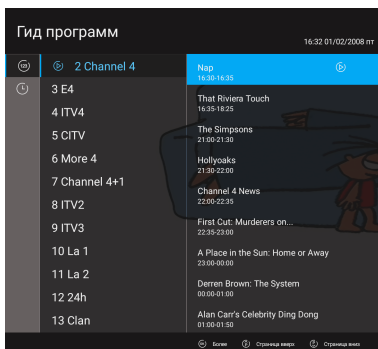 Гид программ
16:32 01/02/2008 пт
123
2 Channel 4
3 E4
4 ITV4
5 CITV
6 More 4
7 Channel 4+1
8 ITV2
9 ITV3
10 La 1
11 La 2
12 24h
13 Clan
Nap
16:30-16:35
That Riviera Touch
16:35-18:25
The Simpsons
21:00-21:30
Hollyoaks
21:30-22:00
Channel 4 News
22:00-22:35
First Cut: Murderers on...
22:35-23:00
A Place in the Sun: Home or Away
23:00-00:00
Derren Brown: The System
00:00-01:00
Alan Carr's Celebrity Ding Dong
01:00-01:50
Более
Страница вверх
Страница вниз